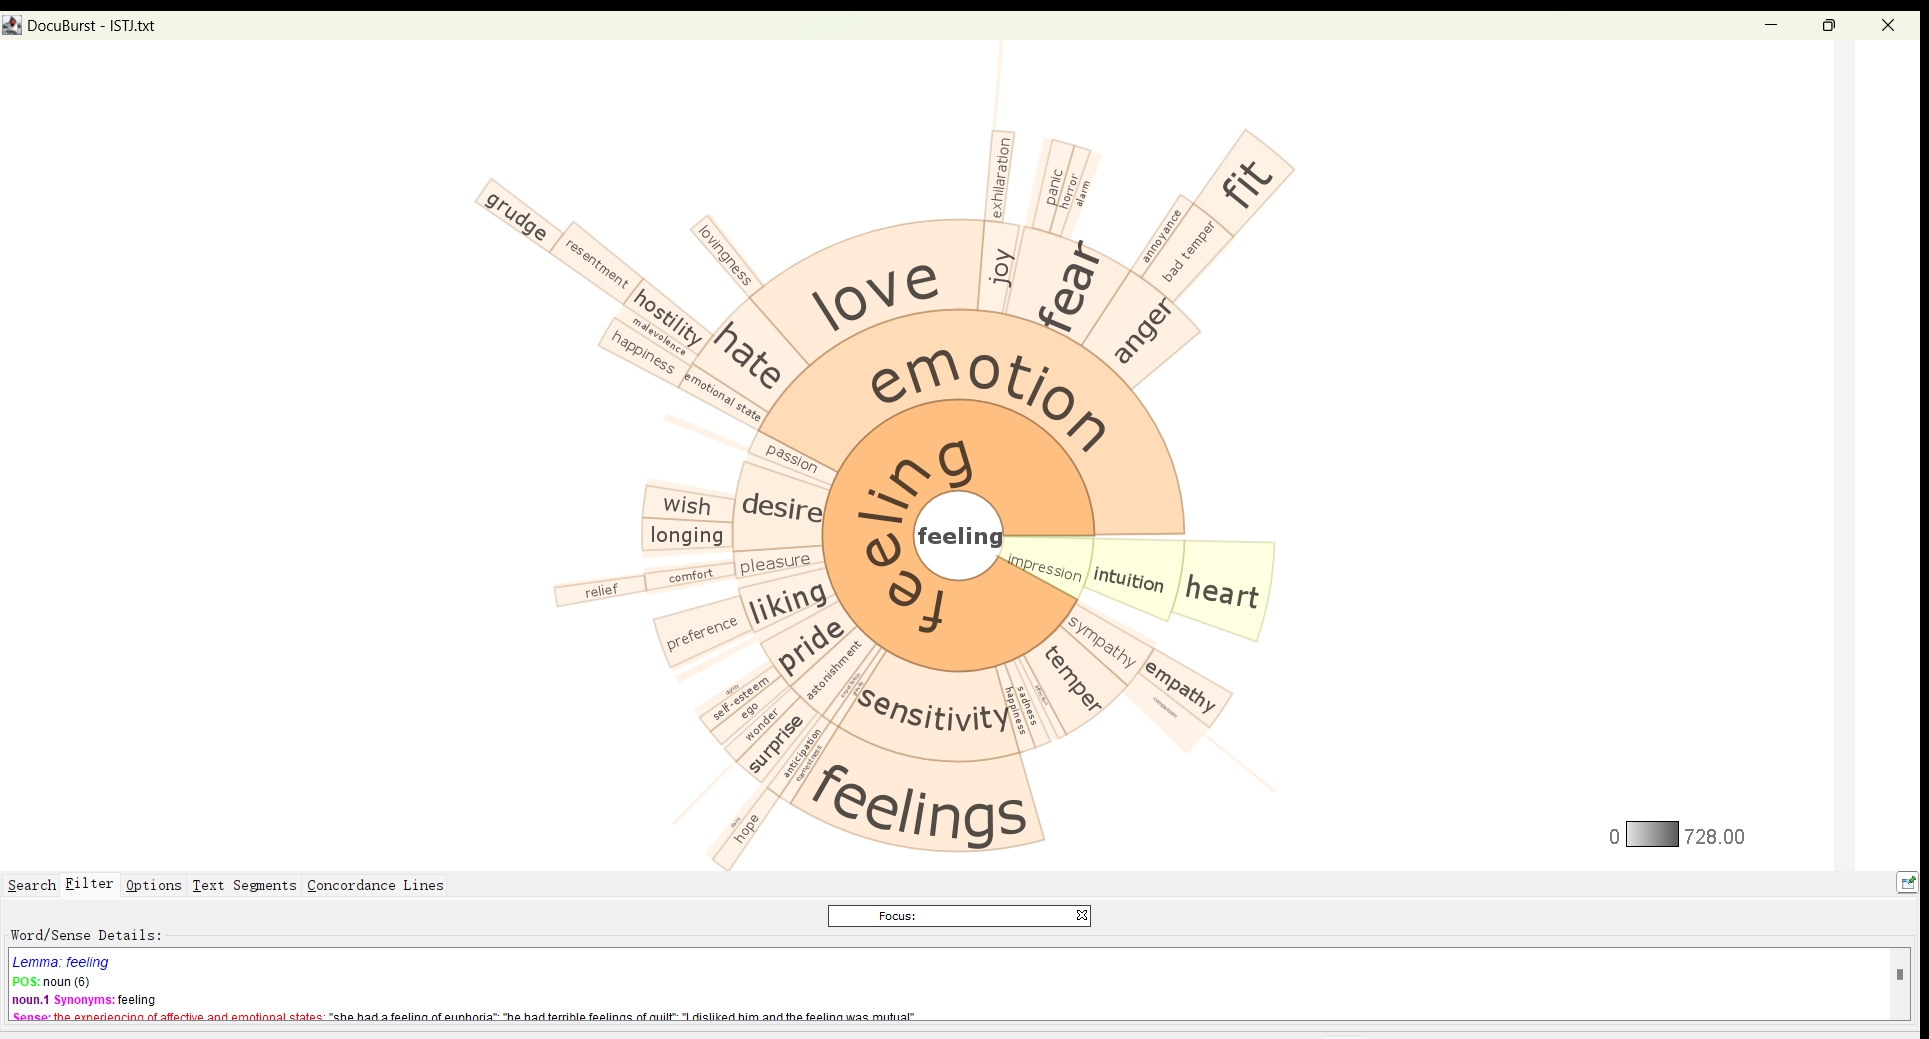 DocuBurst - ISTJ.txt
feeling
feeling
emotion
love
joy
exhilaration
fear
panic
horror
alarm
anger
annoyance
bad temper
fit
hate
lovingness
hostility
resentment
grudge
malevolence
emotional state
happiness
passion
desire
wish
longing
pleasure
comfort
relief
liking
preference
pride
self-esteem
ego
astonishment
wonder
surprise
anticipation
earnestness
hope
sensitivity
feelings
happiness
sadness
temper
sympathy
empathy
impression
intuition
heart
0 728.00
Search Filter Options Text Segments Concordance Lines
Focus:
Word/Sense Details:
Lemma: feeling
POS: noun (6)
noun.1 Synonyms: feeling
Sense: the experiencing of affective and emotional states; "she had a feeling of euphoria"; "he had terrible feelings of guilt"; "I disliked him and the feeling was mutual"